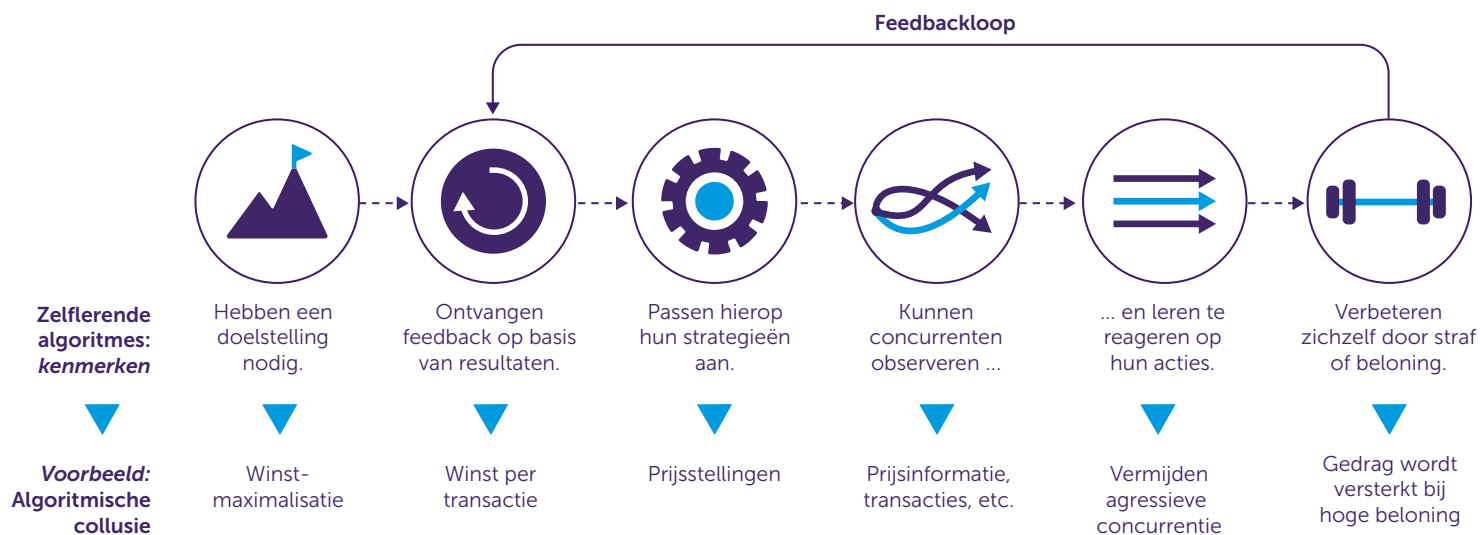 Feedbackloop
Zelflerende
algoritmes:
kenmerken
Hebben een
doelstelling
nodig.
Ontvangen
feedback op basis
van resultaten.
Passen hierop
hun strategieën
aan.
Kunnen
concurrenten
observeren ...
... en leren te
reageren op
hun acties.
Verbeteren
zichzelf door straf
of beloning.
Voorbeeld:
Algoritmische
collusie
Winst-
maximalisatie
Winst per
transactie
Prijsstellingen
Prijsinformatie,
transacties, etc.
Vermijden
agressieve
concurrentie
Gedrag wordt
versterkt bij
hoge beloning